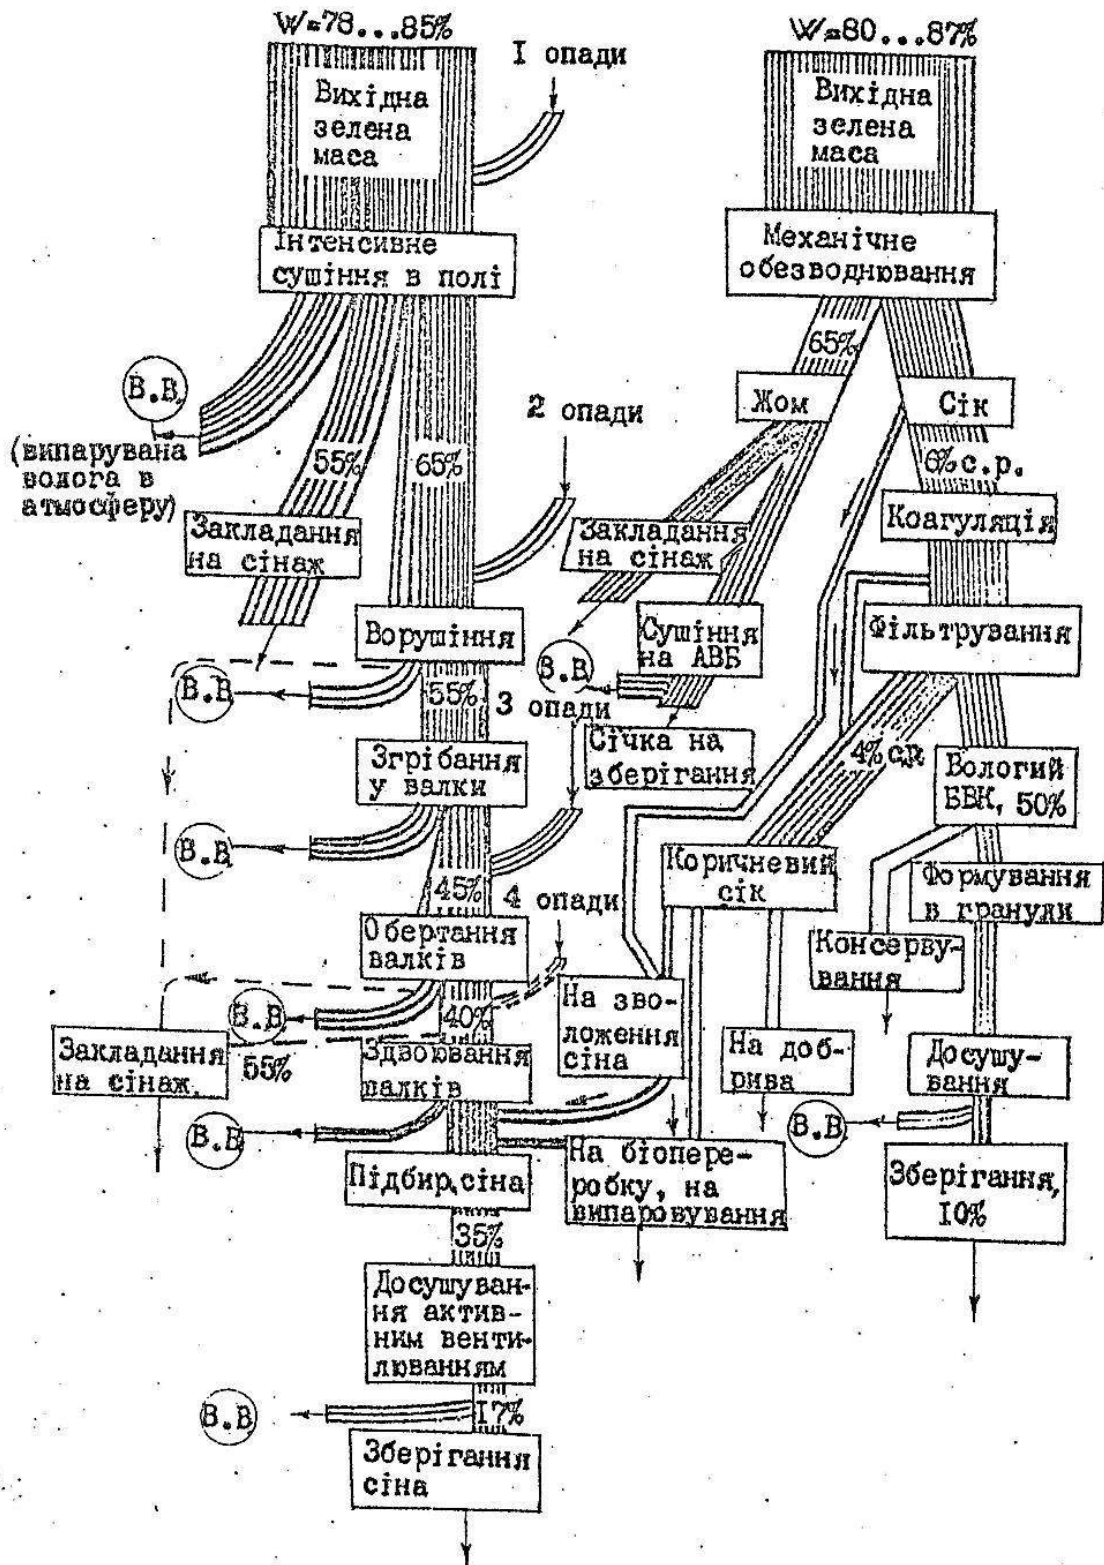 W=78...85%
W=80...87%
I опади
Вихідна
зелена
маса
Вихідна
зелена
маса
Інтенсивне
сушіння в полі
Механічне
обезводнювання
65%
В.В.
Жом
Сік
2 опади
(випарувана
волога в
атмосферу)
55%
65%
6% с.р.
Закладання
на сінаж
Закладання
на сінаж
Коагуляція
Ворушіння
Сушіння
на АВБ
Фільтрування
В.В
В.В
55%
3 опади
Січка на
зберігання
4% с.р.
Згрібання
у валки
Вологий
БВК, 50%
В.В
Коричневий
сік
Формування
в гранули
45%
4 опади
Обертання
валків
Консерву-
вання
В.В.
40%
На зво-
ложення
сіна
Закладання
на сінаж.
55%
Здвоювання
валків
На доб-
рива
Досушу-
вання
В.В
В.В
Підбир.сіна
На біопере-
робку, на
випаровування
Зберігання,
10%
35%
Досушуван-
ня актив-
ним венти-
люванням
В.В
17%
Зберігання
сіна